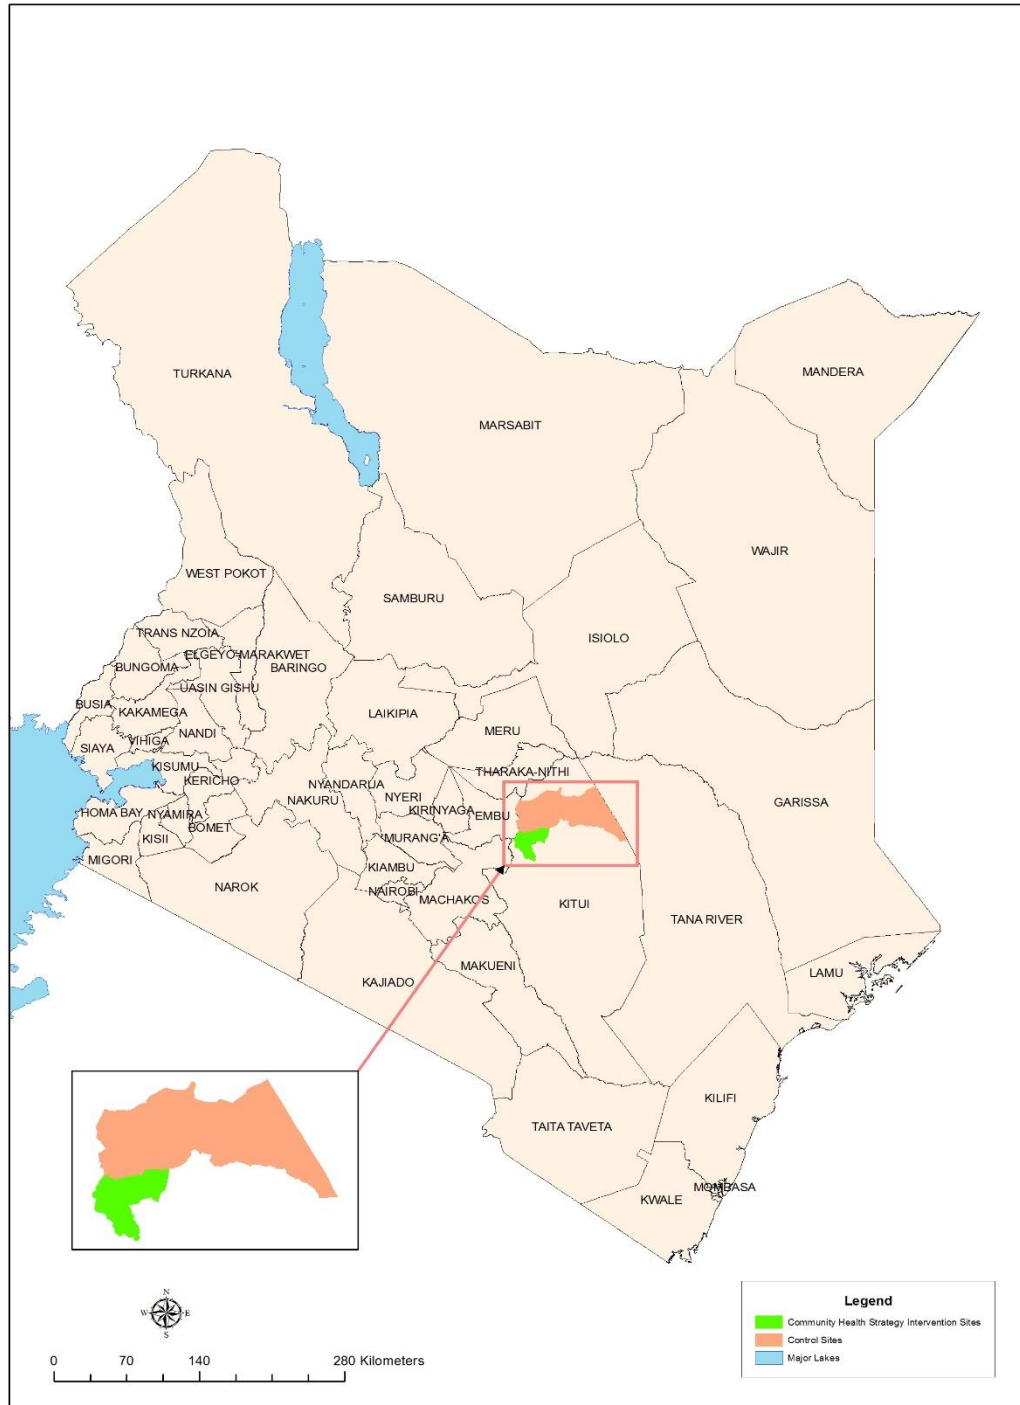 TURKANA
MANDERA
MARSABIT
WAJIR
WEST POKOT
SAMBURU
TRANS NZOIA
ISIOLO
ELGEYO-MARAKWET
BUNGOMA
BARINGO
UASIN GISHU
BUSIA
KAKAMEGA
LAIKIPIA
MERU
NANDI
VIHIGA
SIAYA
KISUMU
THARAKA-NITHI
KERICHO
NYANDARUA
NAKURU
NYERI
GARISSA
HOMA BAY
NYAMIRA
KIRINYAGA
EMBU
BOMET
KISII
MURANG'A
MIGORI
KIAMBU
NAROK
NAIROBI
MACHAKOS
KITUI
TANA RIVER
MAKUENI
LAMU
KAJIADO
KILIFI
TAITA TAVETA
MOMBASA
KWALE
N
W E
S
0 70 140 280 Kilometers
Legend
Community Health Strategy Intervention Sites
Control Sites
Major Lakes